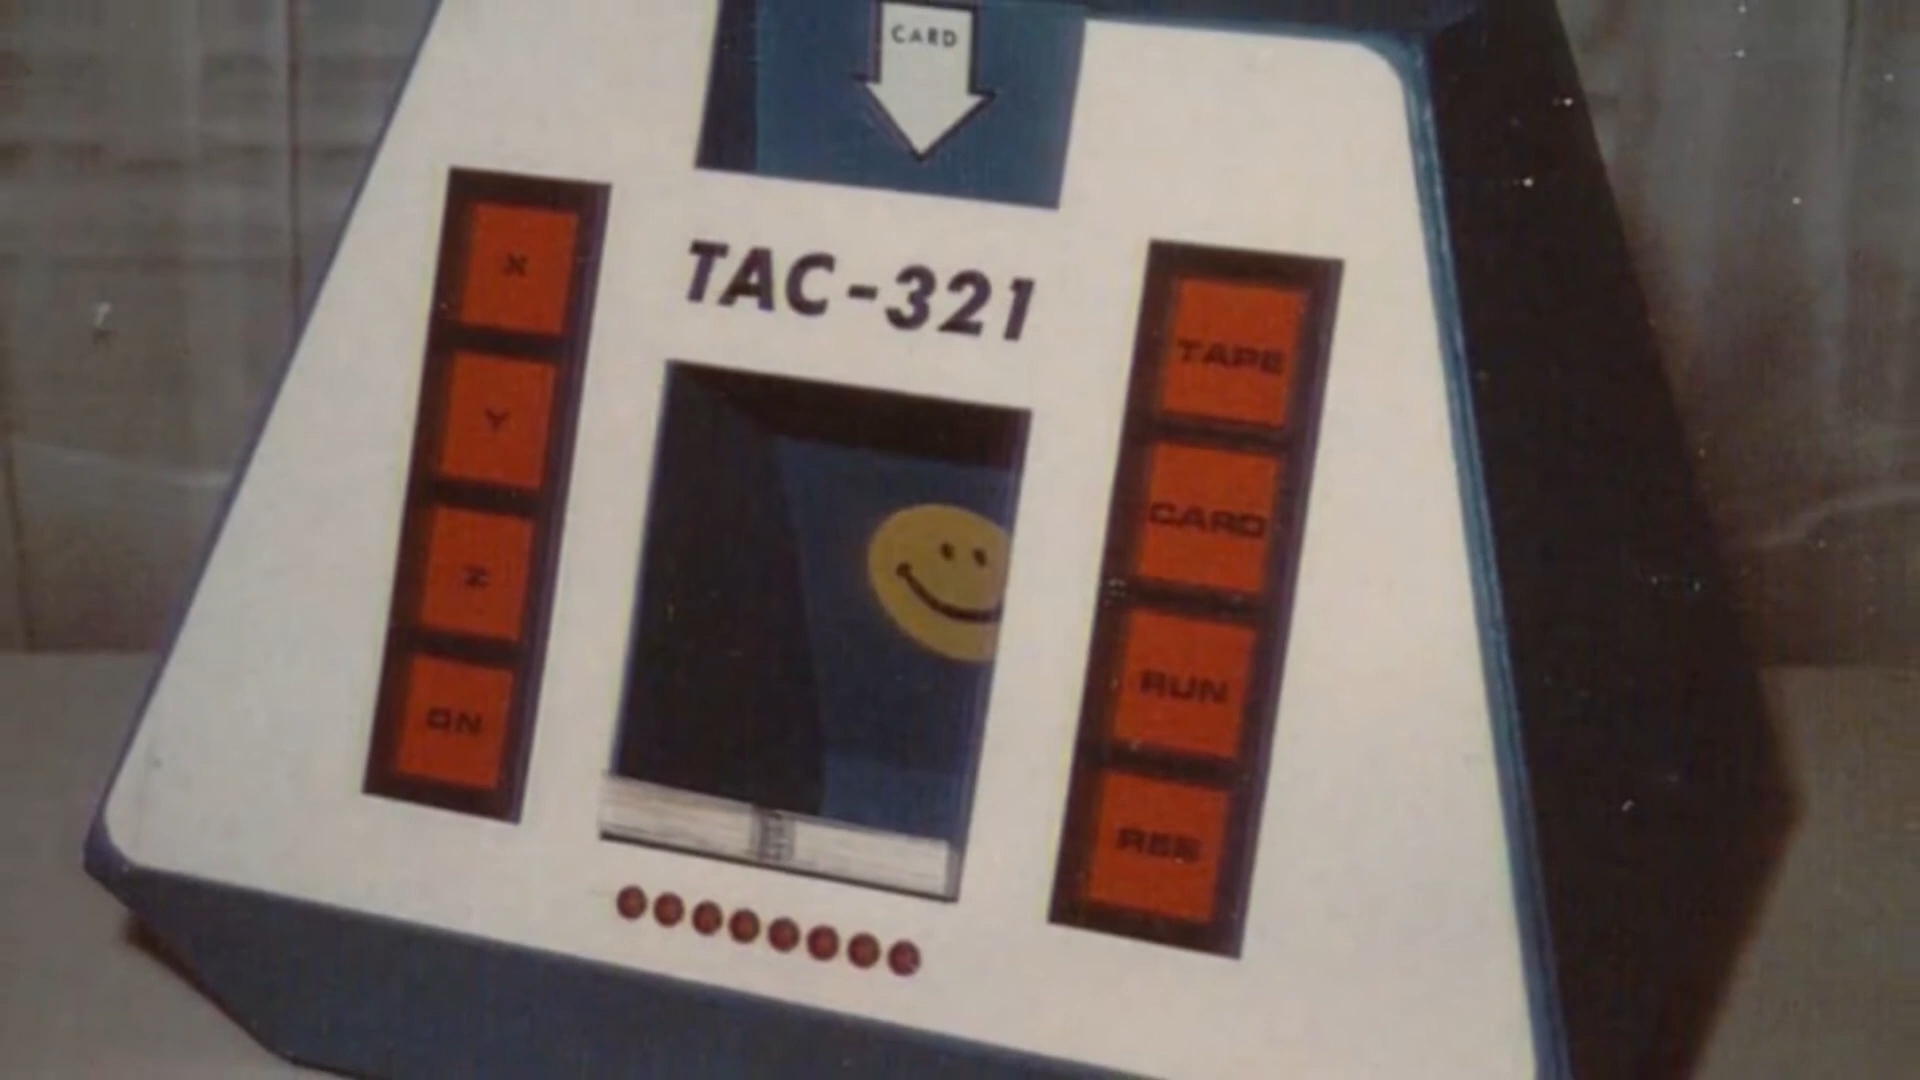 CARD
TAC-321
X
Y
Z
ON
TAPE
CARD
RUN
RES